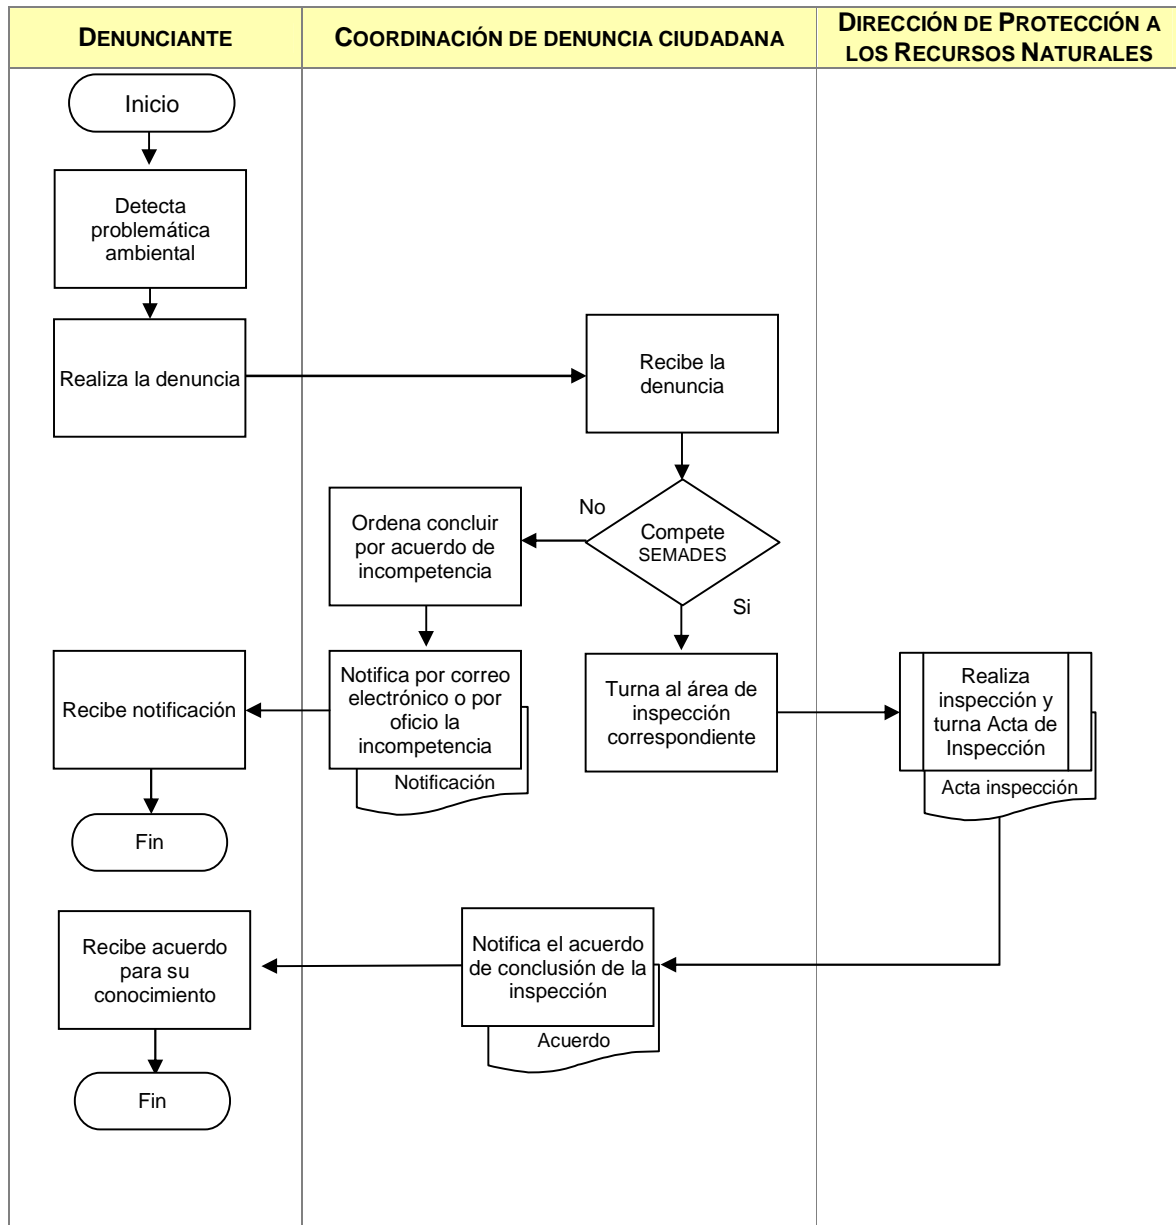 DENUNCIANTE
COORDINACIÓN DE DENUNCIA CIUDADANA
DIRECCIÓN DE PROTECCIÓN A
LOS RECURSOS NATURALES
Inicio
Detecta
problemática
ambiental
Realiza la denuncia
Recibe la
denuncia
Compete
SEMADES
No
Si
Ordena concluir
por acuerdo de
incompetencia
Notifica por correo
electrónico o por
oficio la
incompetencia
Notificación
Recibe notificación
Fin
Turna al área de
inspección
correspondiente
Realiza
inspección y
turna Acta de
Inspección
Acta inspección
Notifica el acuerdo
de conclusión de la
inspección
Acuerdo
Recibe acuerdo
para su
conocimiento
Fin